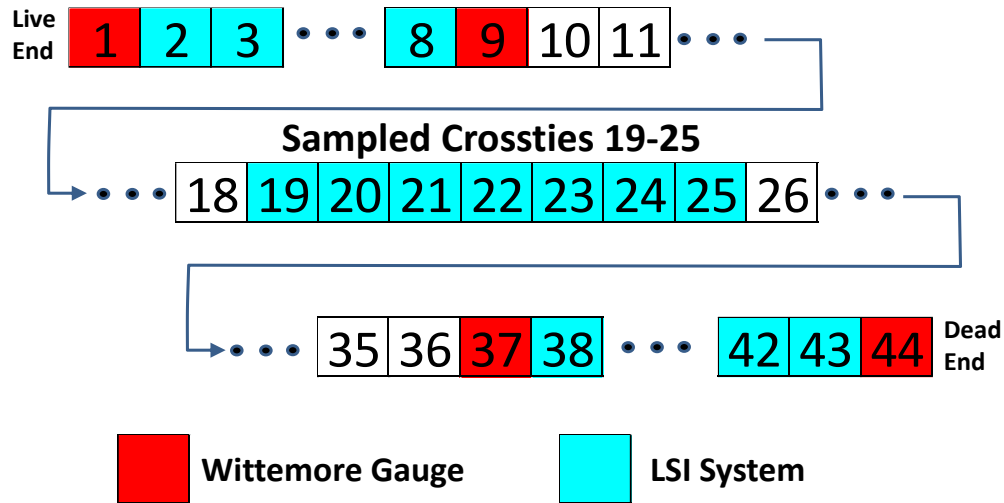 Live
End
1 2 3 • • • 8 9 10 11 • • •
Sampled Crossties 19-25
• • • 18 19 20 21 22 23 24 25 26 • • •
• • • 35 36 37 38 • • • 42 43 44
Dead
End
Wittemore Gauge
LSI System